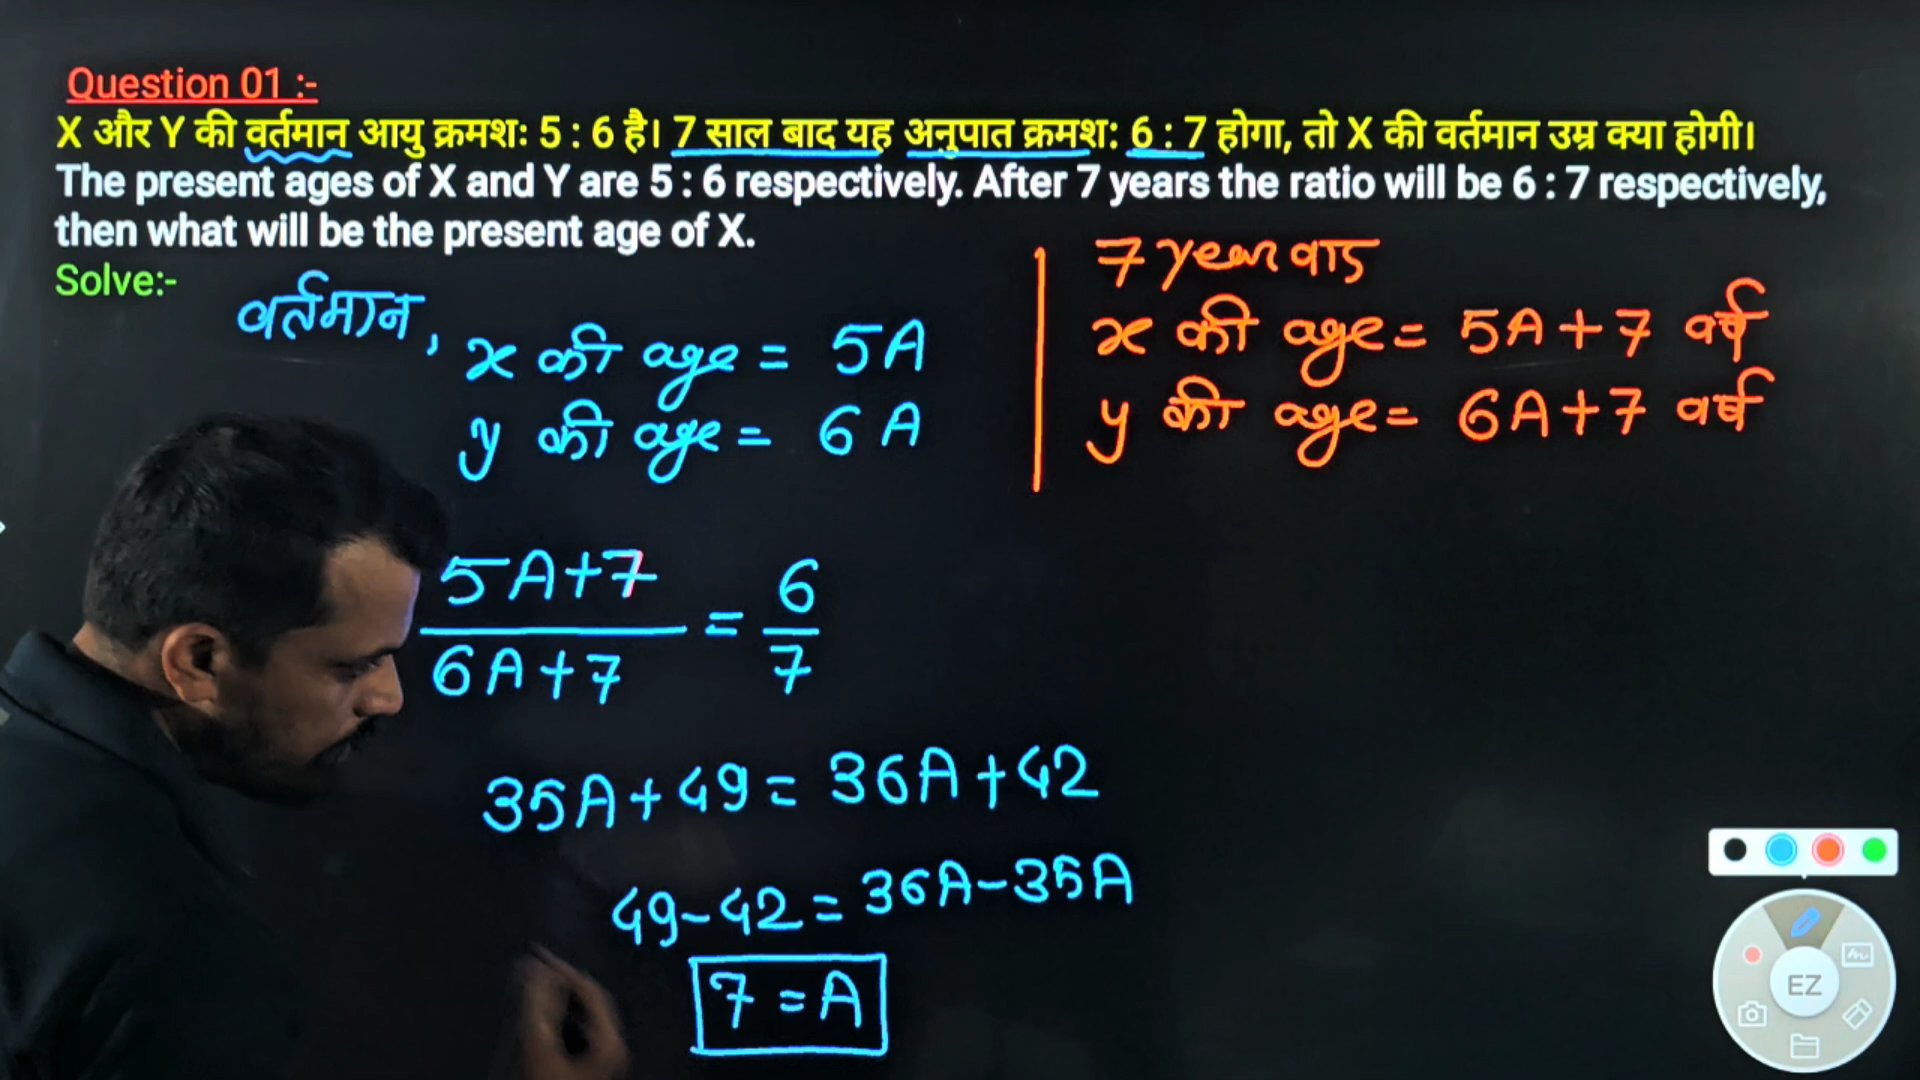 Question 01 :-
X और Y की वर्तमान आयु क्रमशः 5 : 6 है। 7 साल बाद यह अनुपात क्रमश: 6 : 7 होगा, तो X की वर्तमान उम्र क्या होगी।
The present ages of X and Y are 5 : 6 respectively. After 7 years the ratio will be 6 : 7 respectively,
then what will be the present age of X.
Solve:-
वर्तमान,
x की age = 5A
y की age = 6A
7 year बाद
x की age = 5A+7 वर्ष
y की age = 6A+7 वर्ष
5A+7 / 6A+7 = 6 / 7
35A+49 = 36A+42
49-42 = 36A-35A
7 = A
EZ